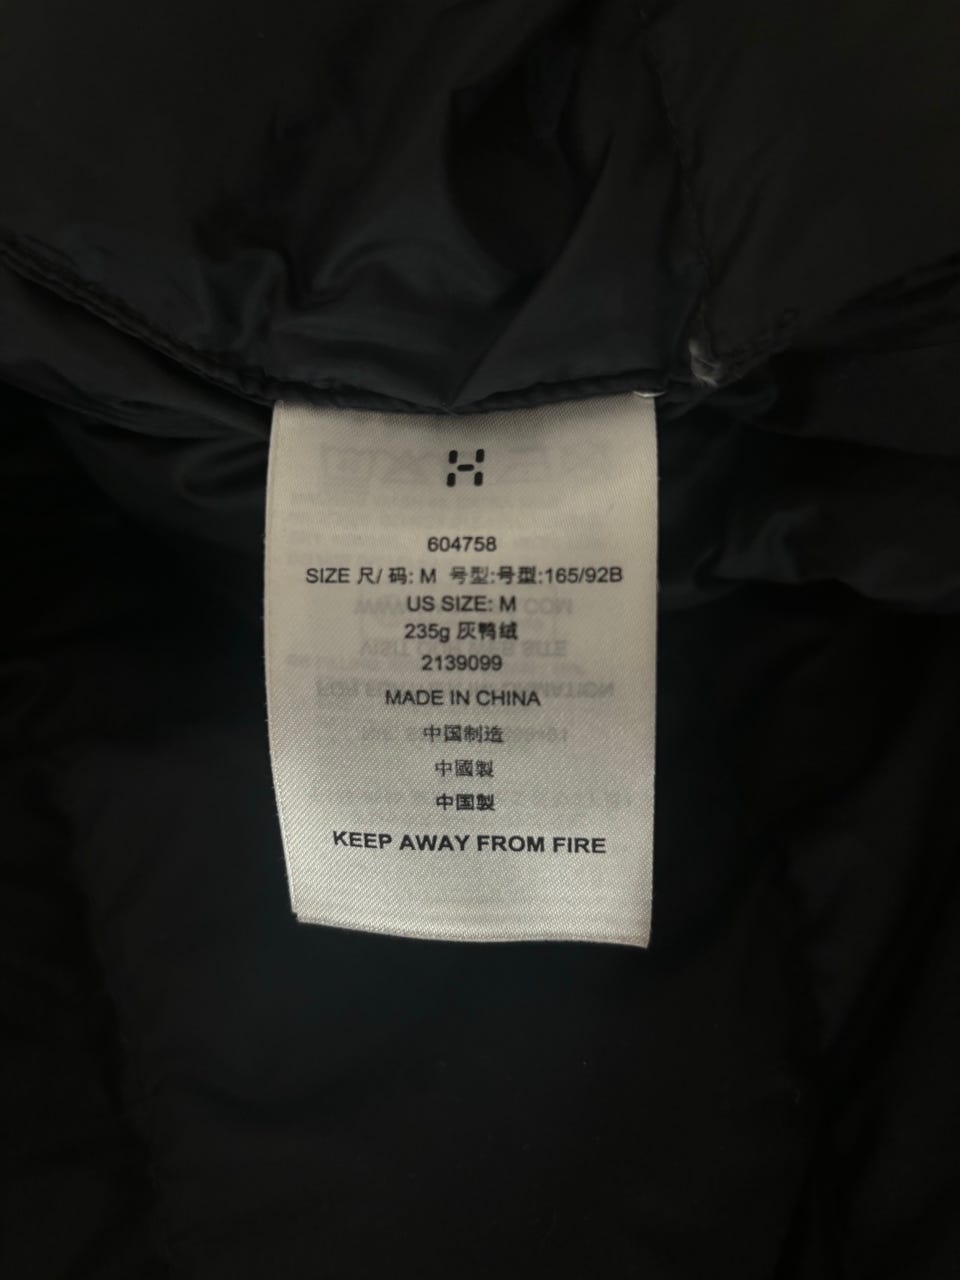 H
604758
SIZE 尺/ 码: M 号型:号型:165/92B
US SIZE: M
235g 灰鸭绒
2139099
MADE IN CHINA
中国制造
中國製
中国製
KEEP AWAY FROM FIRE